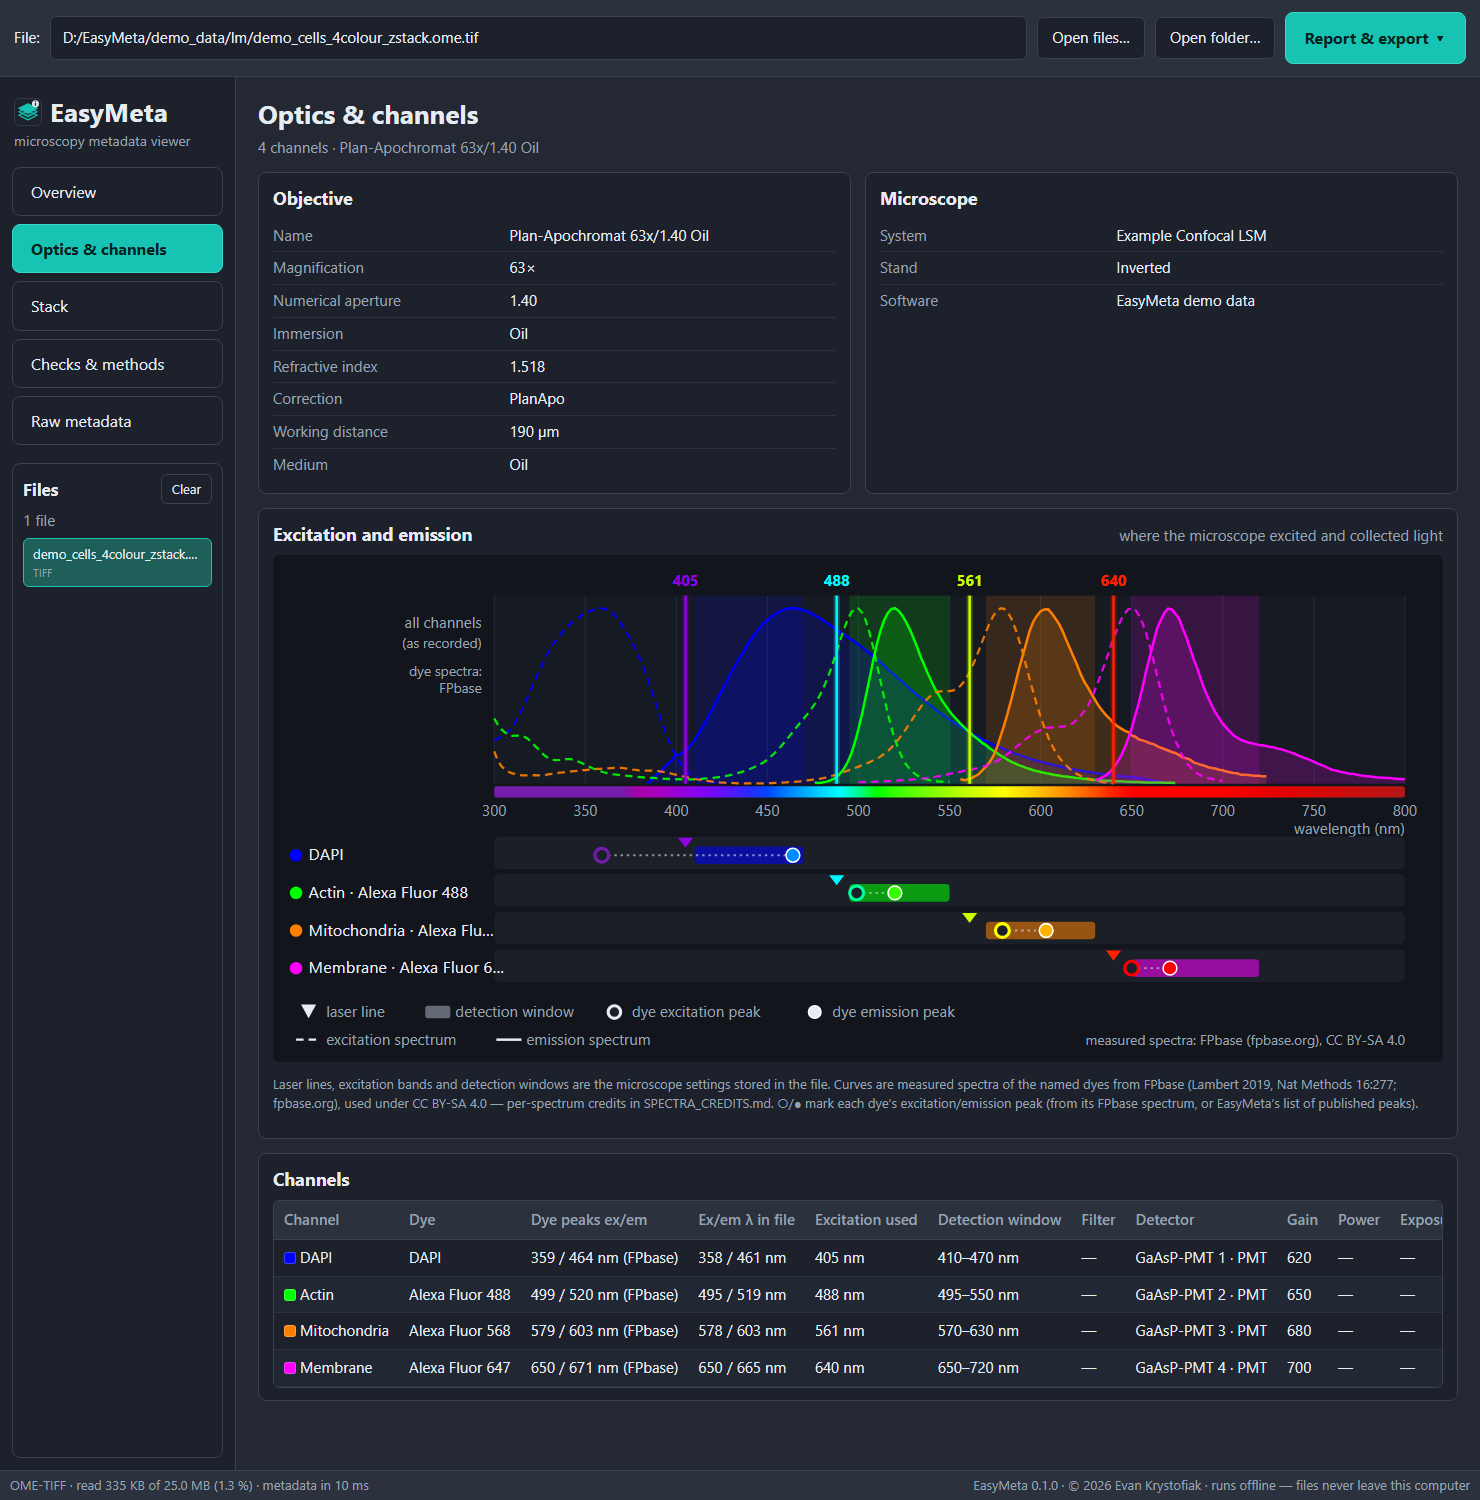 File: D:/EasyMeta/demo_data/lm/demo_cells_4colour_zstack.ome.tif Open files... Open folder... Report & export ▼
EasyMeta
microscopy metadata viewer
Overview
Optics & channels
Stack
Checks & methods
Raw metadata
Files Clear
1 file
demo_cells_4colour_zstack....
TIFF
Optics & channels
4 channels · Plan-Apochromat 63x/1.40 Oil
Objective
Name Plan-Apochromat 63x/1.40 Oil
Magnification 63×
Numerical aperture 1.40
Immersion Oil
Refractive index 1.518
Correction PlanApo
Working distance 190 µm
Medium Oil
Microscope
System Example Confocal LSM
Stand Inverted
Software EasyMeta demo data
Excitation and emission where the microscope excited and collected light
405 488 561 640
all channels
(as recorded)
dye spectra:
FPbase
300 350 400 450 500 550 600 650 700 750 800
wavelength (nm)
DAPI
Actin · Alexa Fluor 488
Mitochondria · Alexa Flu...
Membrane · Alexa Fluor 6...
laser line detection window dye excitation peak dye emission peak
excitation spectrum emission spectrum measured spectra: FPbase (fpbase.org), CC BY-SA 4.0
Laser lines, excitation bands and detection windows are the microscope settings stored in the file. Curves are measured spectra of the named dyes from FPbase (Lambert 2019, Nat Methods 16:277;
fpbase.org), used under CC BY-SA 4.0 — per-spectrum credits in SPECTRA_CREDITS.md. ○/● mark each dye's excitation/emission peak (from its FPbase spectrum, or EasyMeta's list of published peaks).
Channels
Channel Dye Dye peaks ex/em Ex/em λ in file Excitation used Detection window Filter Detector Gain Power Exposu
DAPI DAPI 359 / 464 nm (FPbase) 358 / 461 nm 405 nm 410–470 nm — GaAsP-PMT 1 · PMT 620 — —
Actin Alexa Fluor 488 499 / 520 nm (FPbase) 495 / 519 nm 488 nm 495–550 nm — GaAsP-PMT 2 · PMT 650 — —
Mitochondria Alexa Fluor 568 579 / 603 nm (FPbase) 578 / 603 nm 561 nm 570–630 nm — GaAsP-PMT 3 · PMT 680 — —
Membrane Alexa Fluor 647 650 / 671 nm (FPbase) 650 / 665 nm 640 nm 650–720 nm — GaAsP-PMT 4 · PMT 700 — —
OME-TIFF · read 335 KB of 25.0 MB (1.3 %) · metadata in 10 ms EasyMeta 0.1.0 · © 2026 Evan Krystofiak · runs offline — files never leave this computer